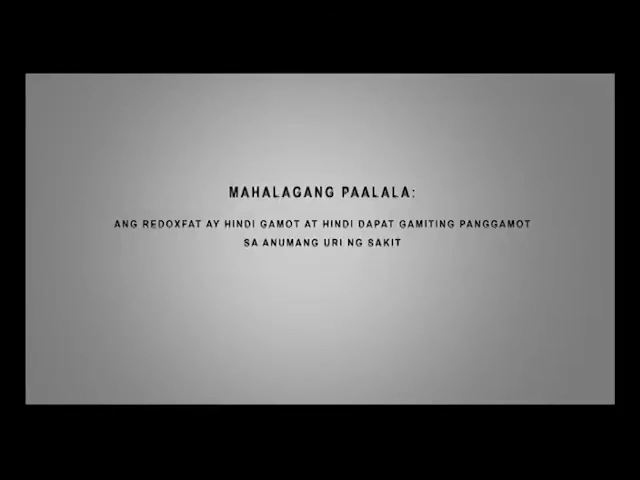 MAHALAGANG PAALALA:
ANG REDOXFAT AY HINDI GAMOT AT HINDI DAPAT GAMITING PANGGAMOT
SA ANUMANG URI NG SAKIT